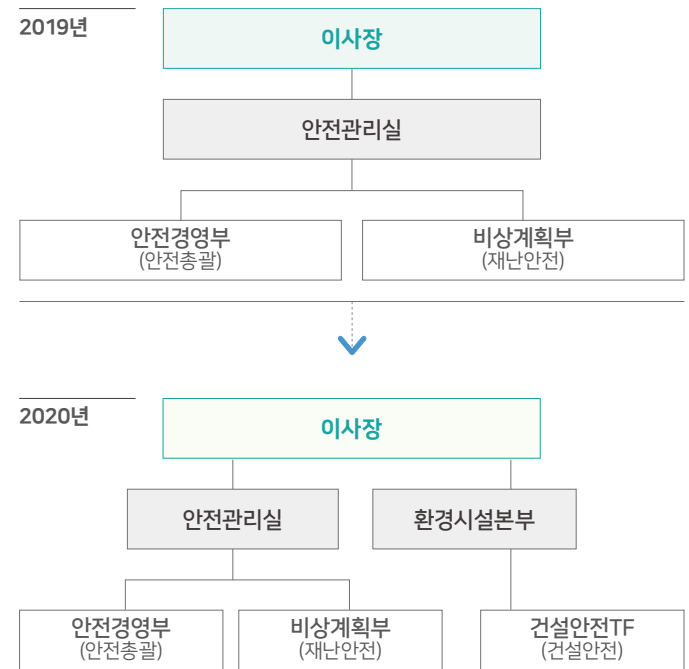 2019년
이사장
안전관리실
안전경영부
(안전총괄)
비상계획부
(재난안전)
2020년
이사장
안전관리실
환경시설본부
안전경영부
(안전총괄)
비상계획부
(재난안전)
건설안전TF
(건설안전)